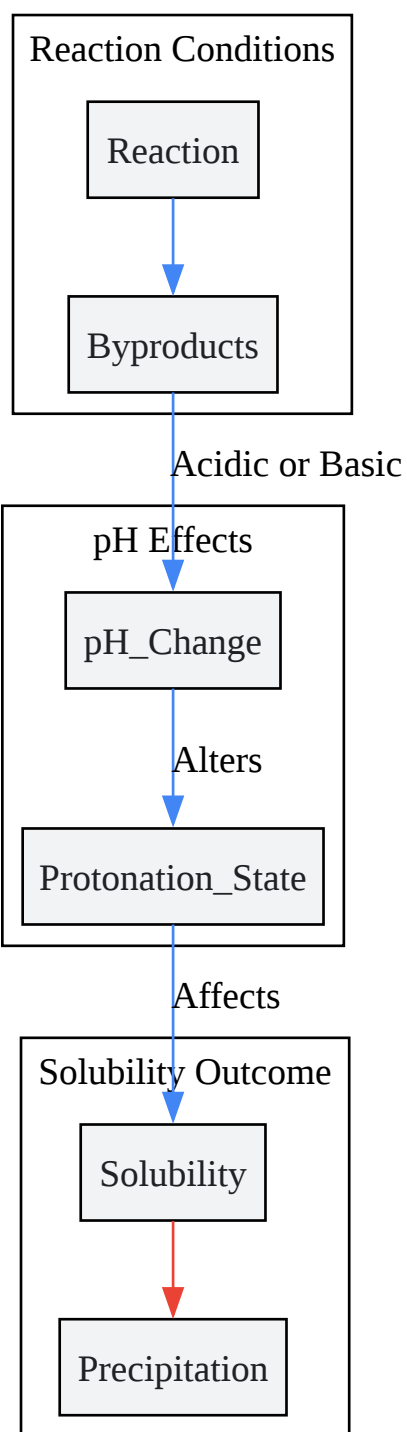 Reaction Conditions
Reaction
Byproducts
Acidic or Basic
pH Effects
pH_Change
Alters
Protonation_State
Affects
Solubility Outcome
Solubility
Precipitation